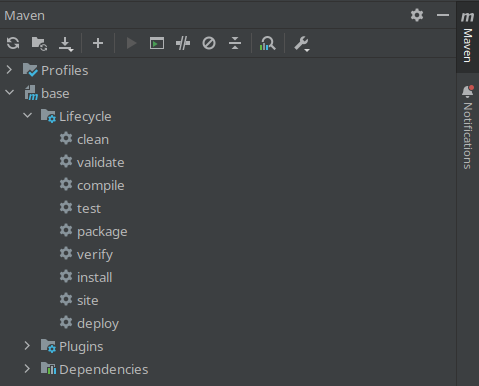 Maven
Profiles
base
Lifecycle
clean
validate
compile
test
package
verify
install
site
deploy
Plugins
Dependencies
m
Maven
Notifications